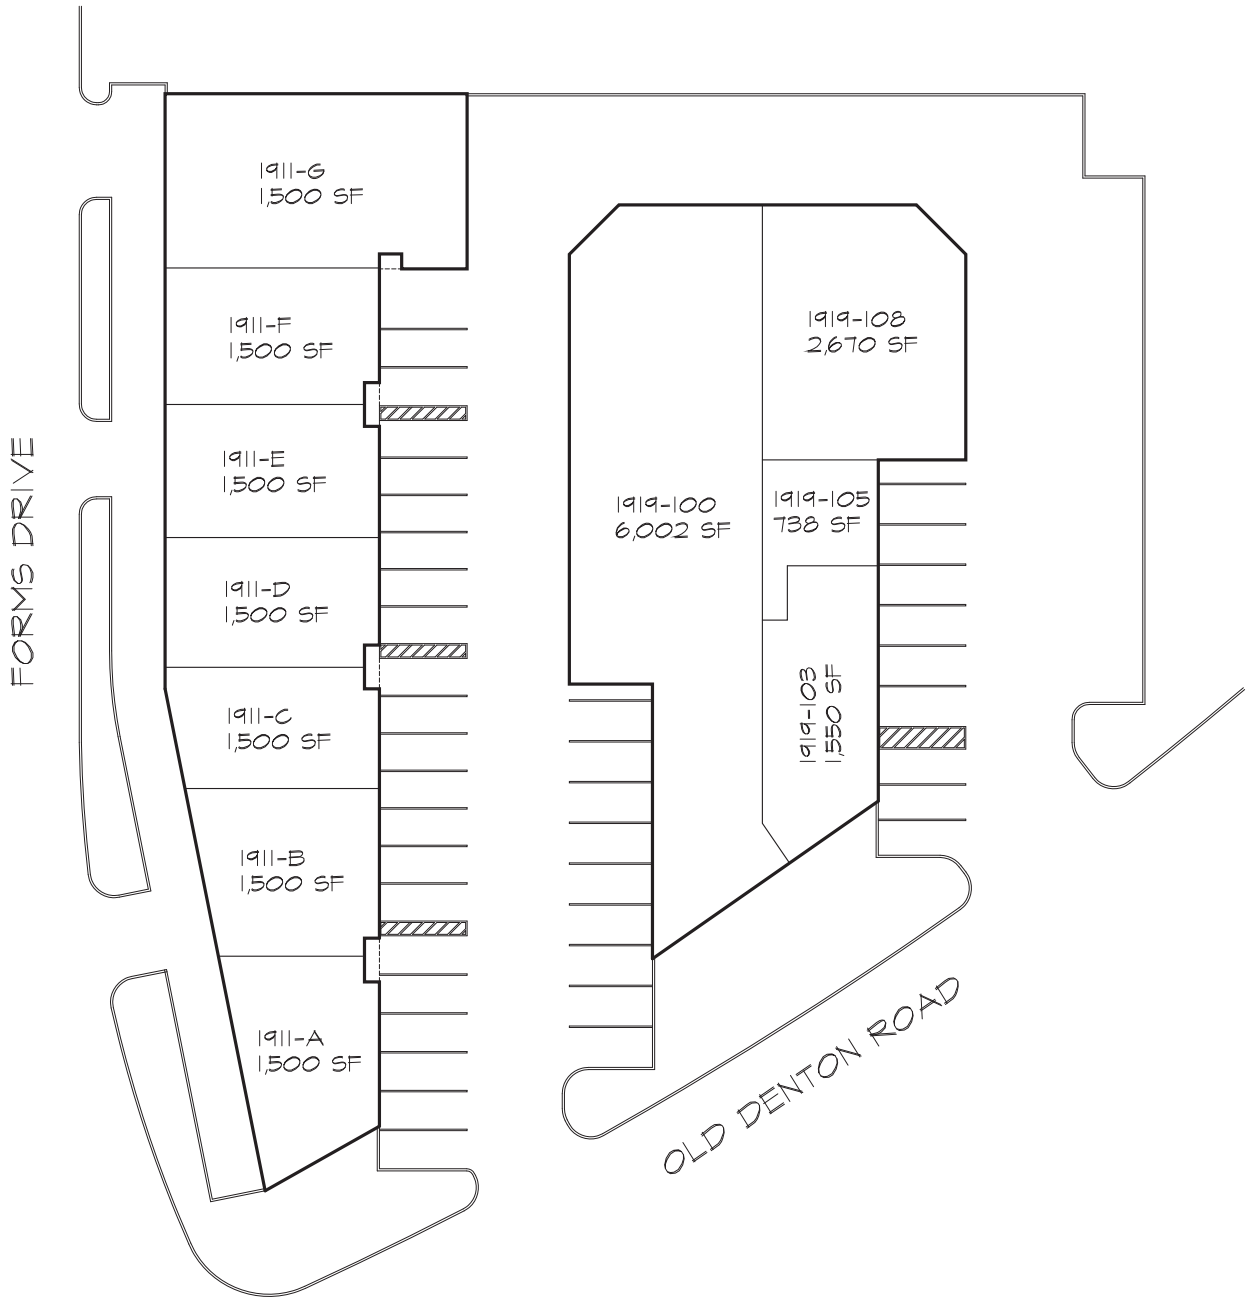 1911-G
1,500 SF
1911-F
1,500 SF
1911-E
1,500 SF
1911-D
1,500 SF
1911-C
1,500 SF
1911-B
1,500 SF
1911-A
1,500 SF
FORMS DRIVE
1919-108
2,670 SF
1919-100
6,002 SF
1919-105
738 SF
1919-103
1,550 SF
OLD DENTON ROAD